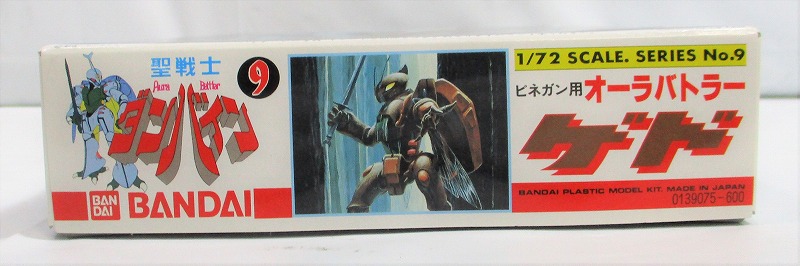 聖戦士
Aura Battler
ダンバイン
9
BAN
DAI
BANDAI
1/72 SCALE. SERIES No.9
ビネガン用オーラバトラー
ゲド
BANDAI PLASTIC MODEL KIT. MADE IN JAPAN
0139075-600